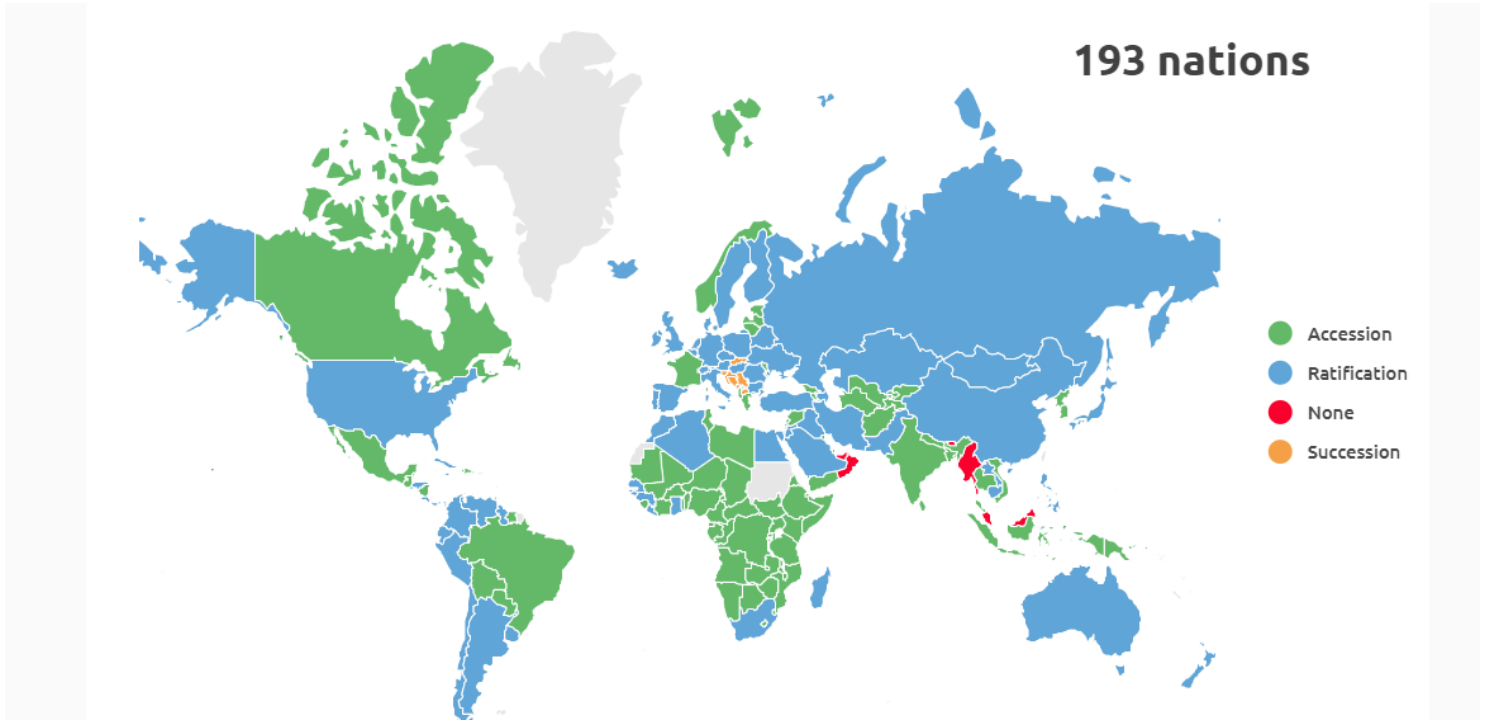 193 nations
Accession
Ratification
None
Succession